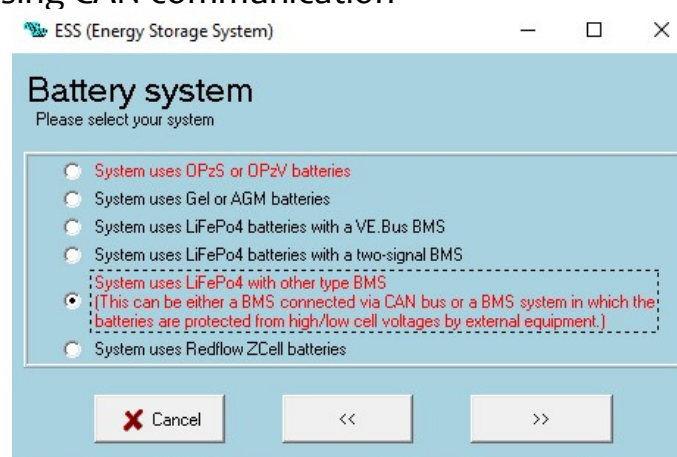 sing CAN communication
ESS (Energy Storage System)
Battery system
Please select your system
System uses OPzS or OPzV batteries
System uses Gel or AGM batteries
System uses LiFePo4 batteries with a VE.Bus BMS
System uses LiFePo4 batteries with a two-signal BMS
System uses LiFePo4 with other type BMS
(This can be either a BMS connected via CAN bus or a BMS system in which the
batteries are protected from high/low cell voltages by external equipment.)
System uses Redflow ZCell batteries
Cancel << >>